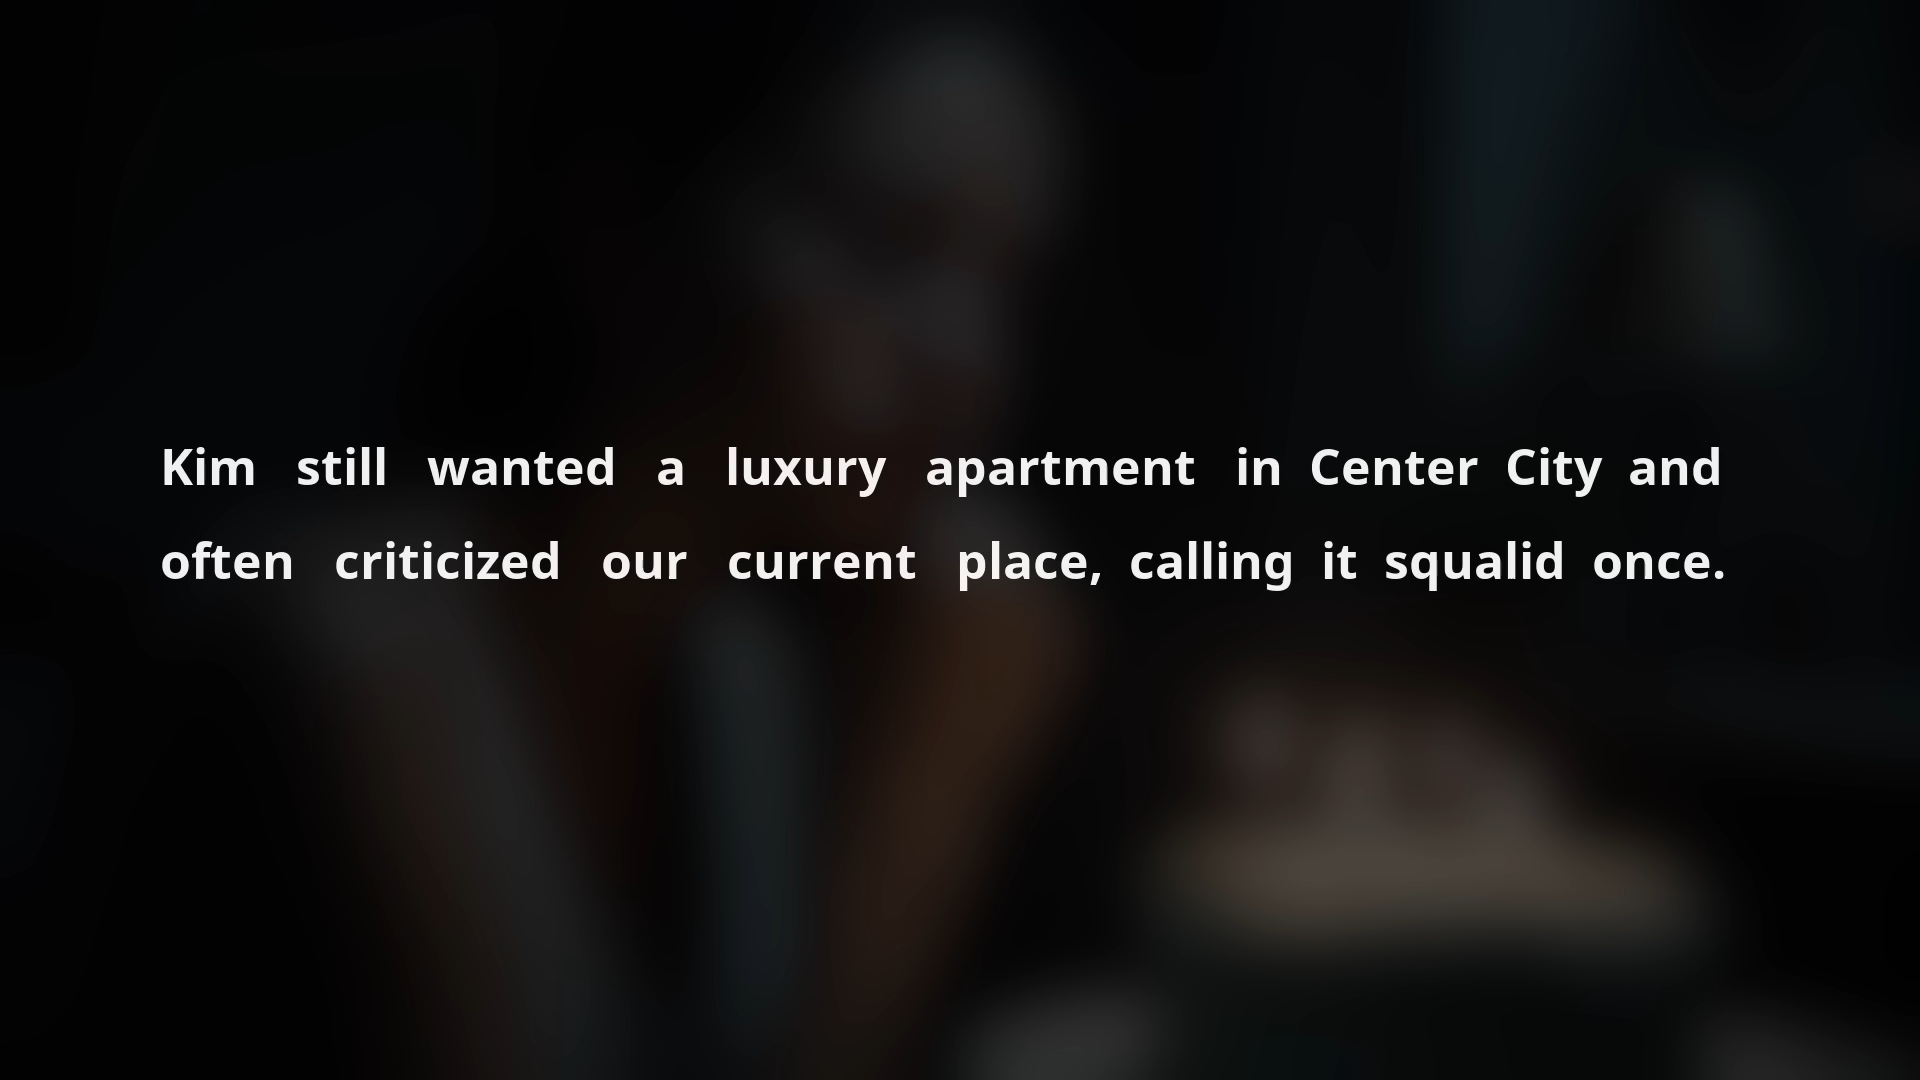 Kim still wanted a luxury apartment in Center City and
often criticized our current place, calling it squalid once.